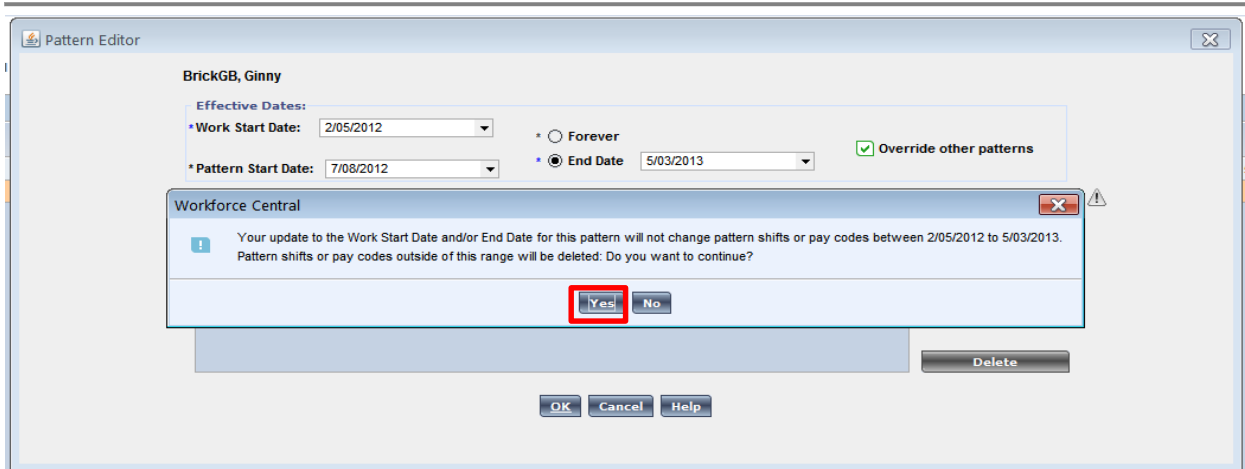 Pattern Editor
BrickGB, Ginny
Effective Dates:
* Work Start Date: 2/05/2012
* Forever
* End Date 5/03/2013
Override other patterns
* Pattern Start Date: 7/08/2012
Workforce Central
Your update to the Work Start Date and/or End Date for this pattern will not change pattern shifts or pay codes between 2/05/2012 to 5/03/2013.
Pattern shifts or pay codes outside of this range will be deleted: Do you want to continue?
Yes No
Delete
OK Cancel Help